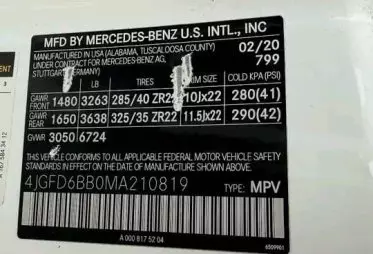 MFD BY MERCEDES-BENZ U.S. INTL., INC
MANUFACTURED IN USA (ALABAMA, TUSCALOOSA COUNTY) 02/20
UNDER CONTRACT FOR MERCEDES-BENZ AG, 799
STUTTGART (GERMANY)
LB TIRES RIM SIZE COLD KPA (PSI)
GAWR FRONT 1480 3263 285/40 ZR22 10Jx22 280(41)
GAWR REAR 1650 3638 325/35 ZR22 11.5Jx22 290(42)
GVWR 3050 6724
THIS VEHICLE CONFORMS TO ALL APPLICABLE FEDERAL MOTOR VEHICLE SAFETY STANDARDS
IN EFFECT ON THE DATE OF MANUFACTURE SHOWN ABOVE.
4JGFD6BB0MA210819 TYPE: MPV
A 000 817 52 04